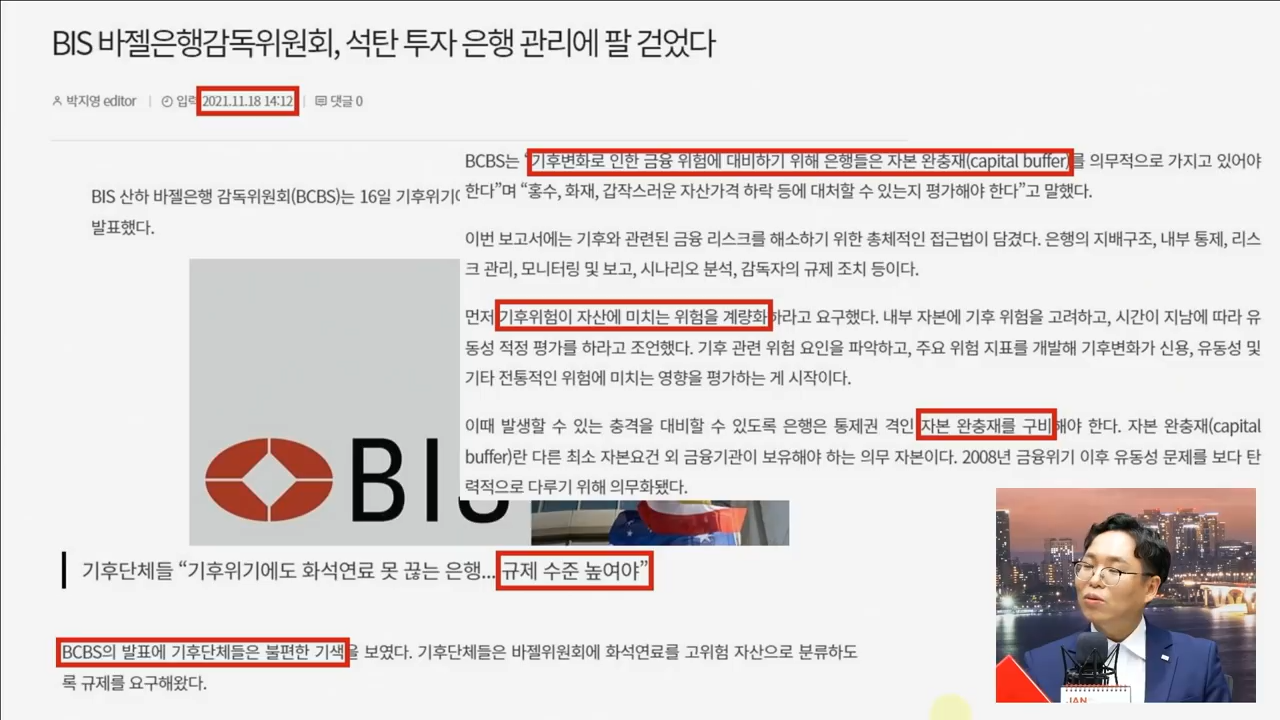 BIS 바젤은행감독위원회, 석탄 투자 은행 관리에 팔 걷었다
박지영 editor | 입력 2021.11.18 14:12 | 댓글 0
BIS 산하 바젤은행 감독위원회(BCBS)는 16일 기후위기
발표했다.
BCBS는 “기후변화로 인한 금융 위험에 대비하기 위해 은행들은 자본 완충재(capital buffer)를 의무적으로 가지고 있어야
한다”며 “홍수, 화재, 갑작스러운 자산가격 하락 등에 대처할 수 있는지 평가해야 한다”고 말했다.
이번 보고서에는 기후와 관련된 금융 리스크를 해소하기 위한 총체적인 접근법이 담겼다. 은행의 지배구조, 내부 통제, 리스
크 관리, 모니터링 및 보고, 시나리오 분석, 감독자의 규제 조치 등이다.
먼저 기후위험이 자산에 미치는 위험을 계량화하라고 요구했다. 내부 자본에 기후 위험을 고려하고, 시간이 지남에 따라 유
동성 적정 평가를 하라고 조언했다. 기후 관련 위험 요인을 파악하고, 주요 위험 지표를 개발해 기후변화가 신용, 유동성 및
기타 전통적인 위험에 미치는 영향을 평가하는 게 시작이다.
이때 발생할 수 있는 충격을 대비할 수 있도록 은행은 통제권 격인 자본 완충재를 구비해야 한다. 자본 완충재(capital
buffer)란 다른 최소 자본요건 외 금융기관이 보유해야 하는 의무 자본이다. 2008년 금융위기 이후 유동성 문제를 보다 탄
력적으로 다루기 위해 의무화됐다.
BIS
기후단체들 “기후위기에도 화석연료 못 끊는 은행... 규제 수준 높여야”
BCBS의 발표에 기후단체들은 불편한 기색을 보였다. 기후단체들은 바젤위원회에 화석연료를 고위험 자산으로 분류하도
록 규제를 요구해왔다.
JAN